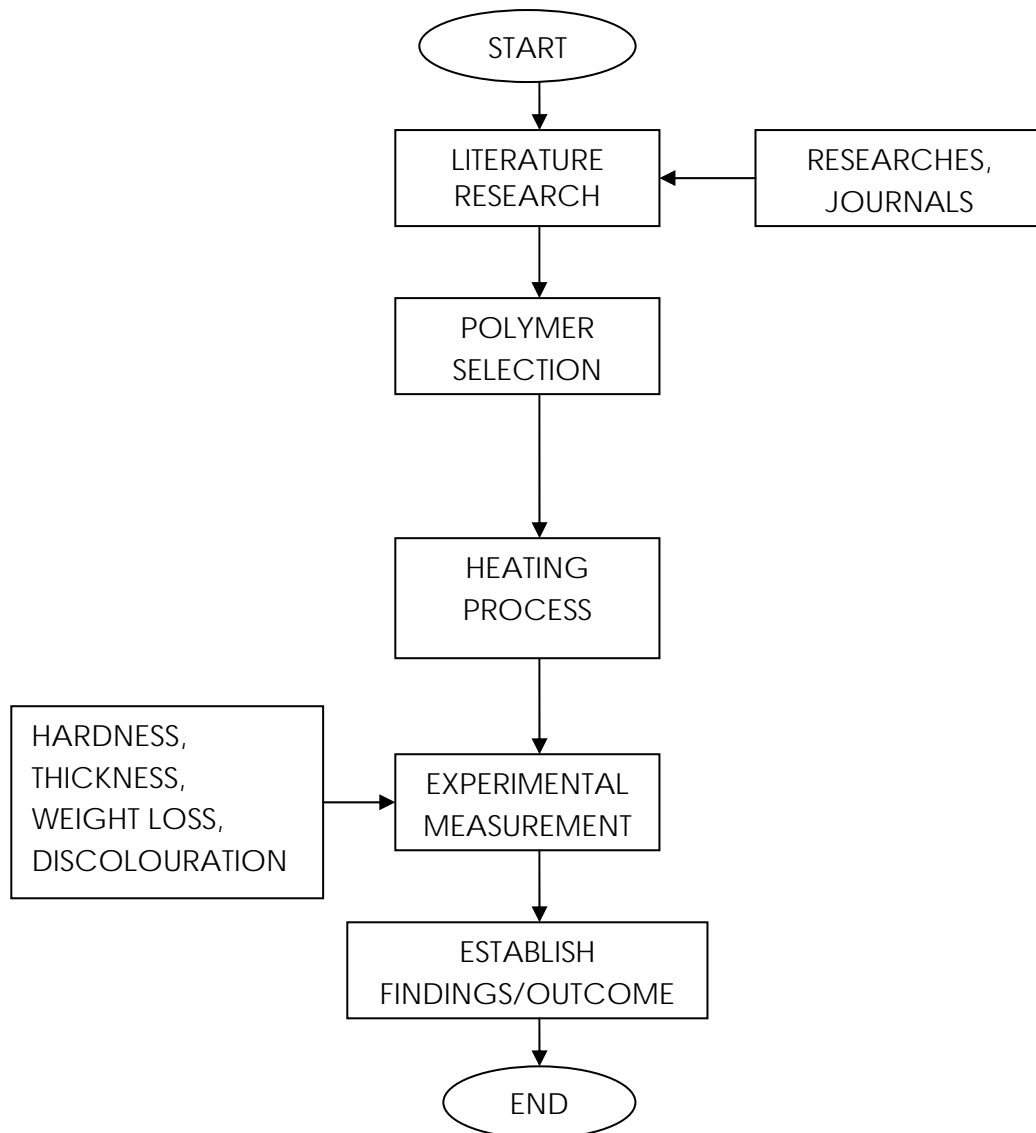 START
LITERATURE
RESEARCH
RESEARCHES,
JOURNALS
POLYMER
SELECTION
HEATING
PROCESS
HARDNESS,
THICKNESS,
WEIGHT LOSS,
DISCOLOURATION
EXPERIMENTAL
MEASUREMENT
ESTABLISH
FINDINGS/OUTCOME
END